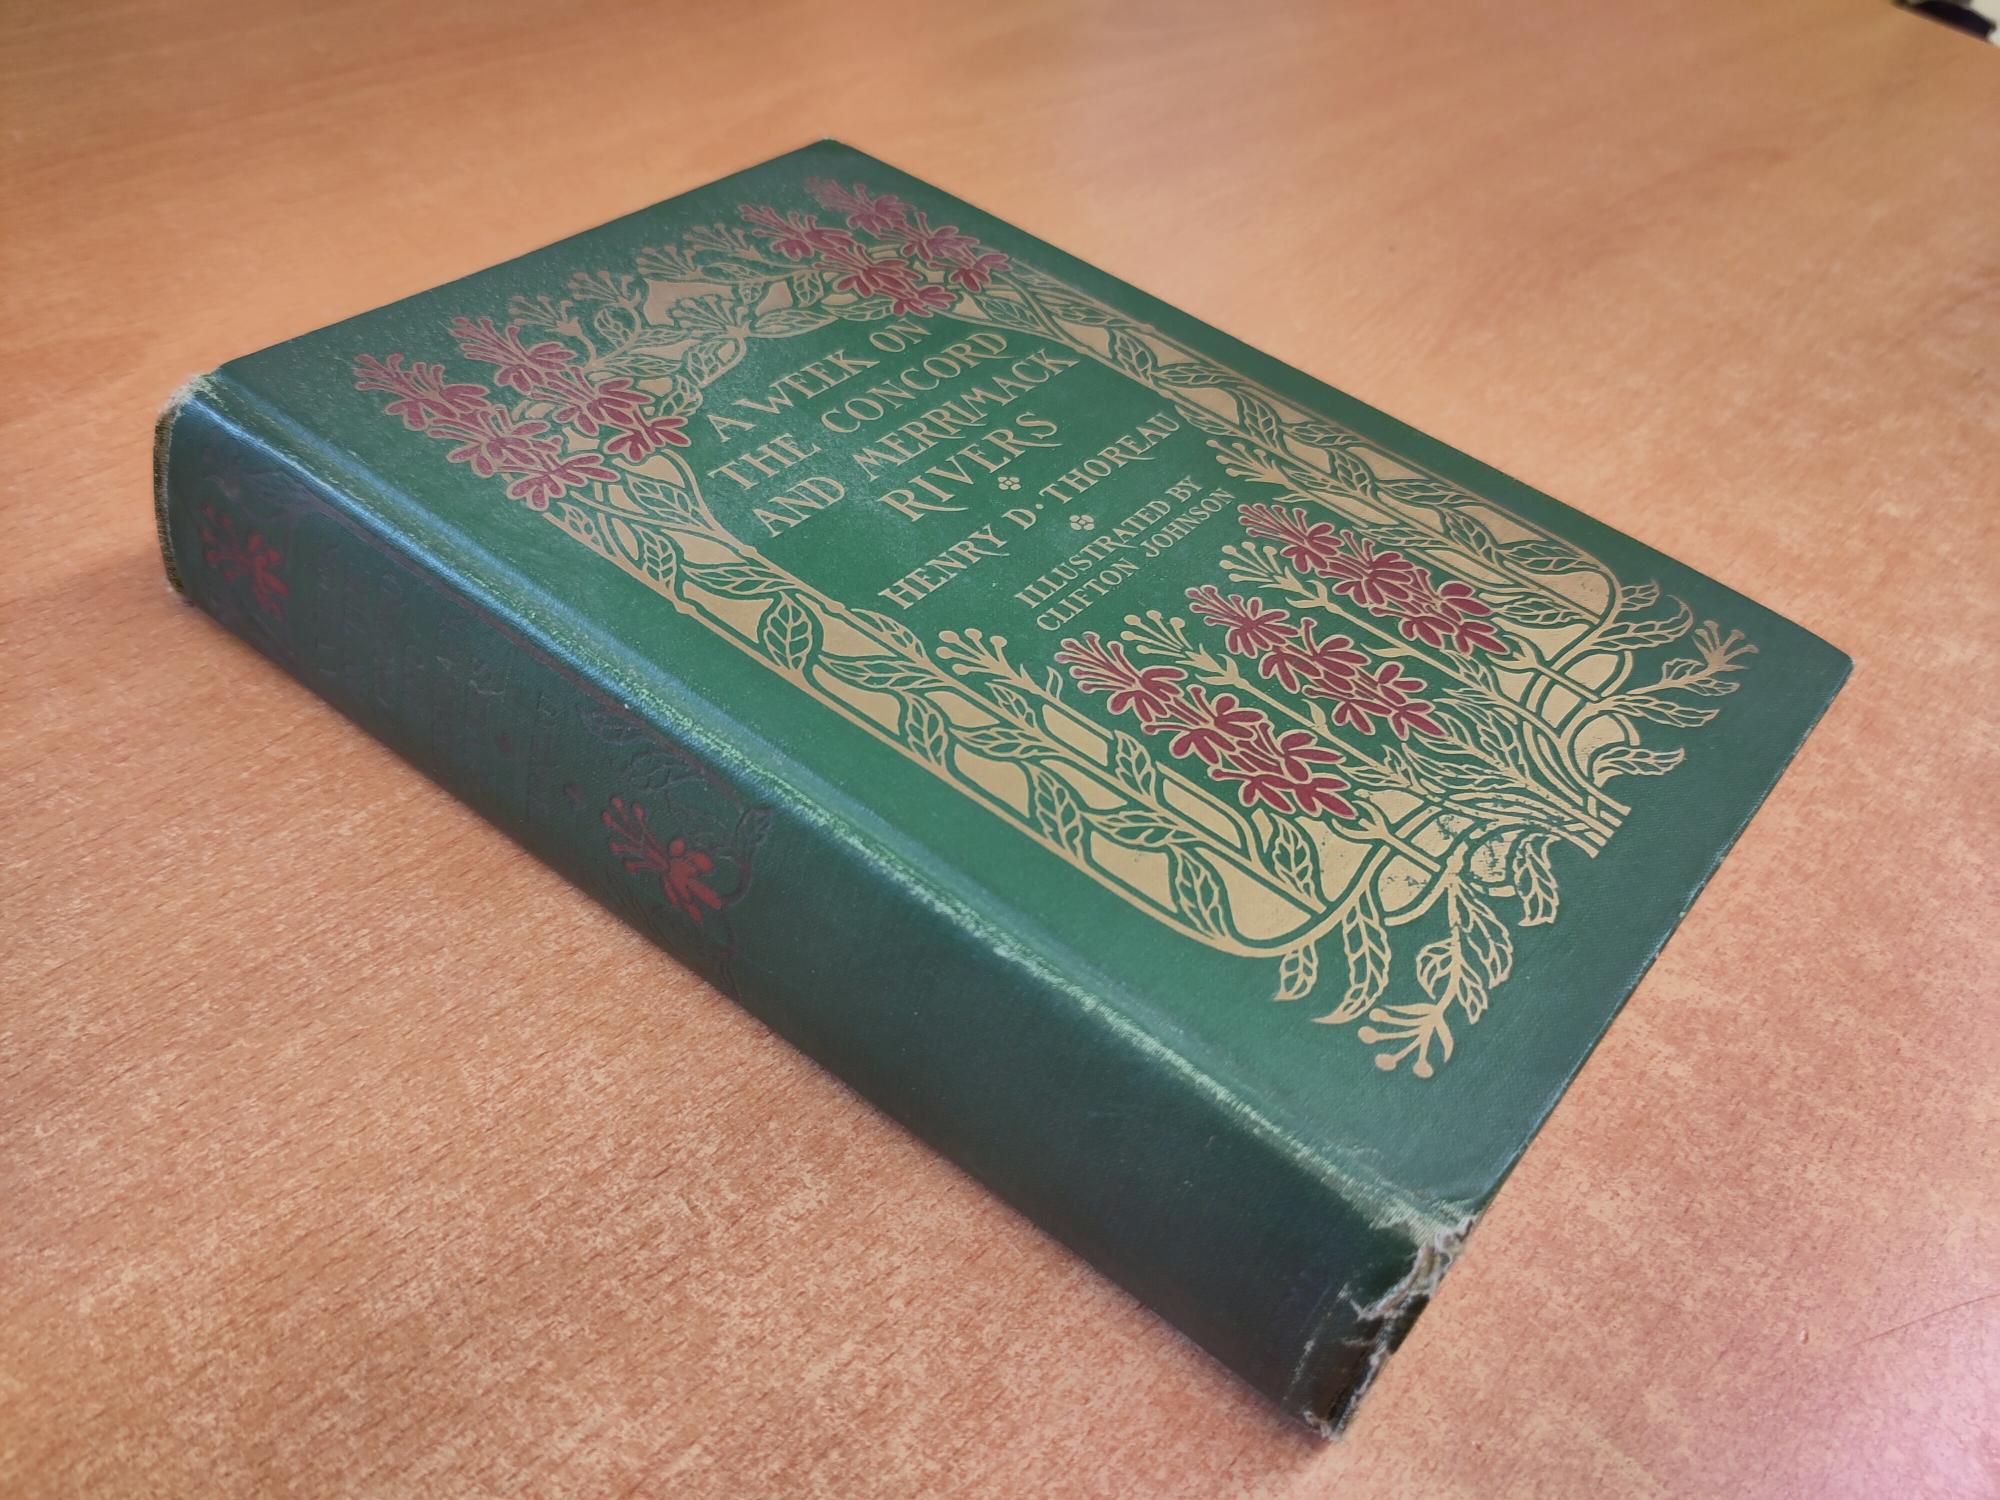 A WEEK ON
THE CONCORD
AND MERRIMACK
RIVERS
HENRY D. THOREAU
ILLUSTRATED BY
CLIFTON JOHNSON